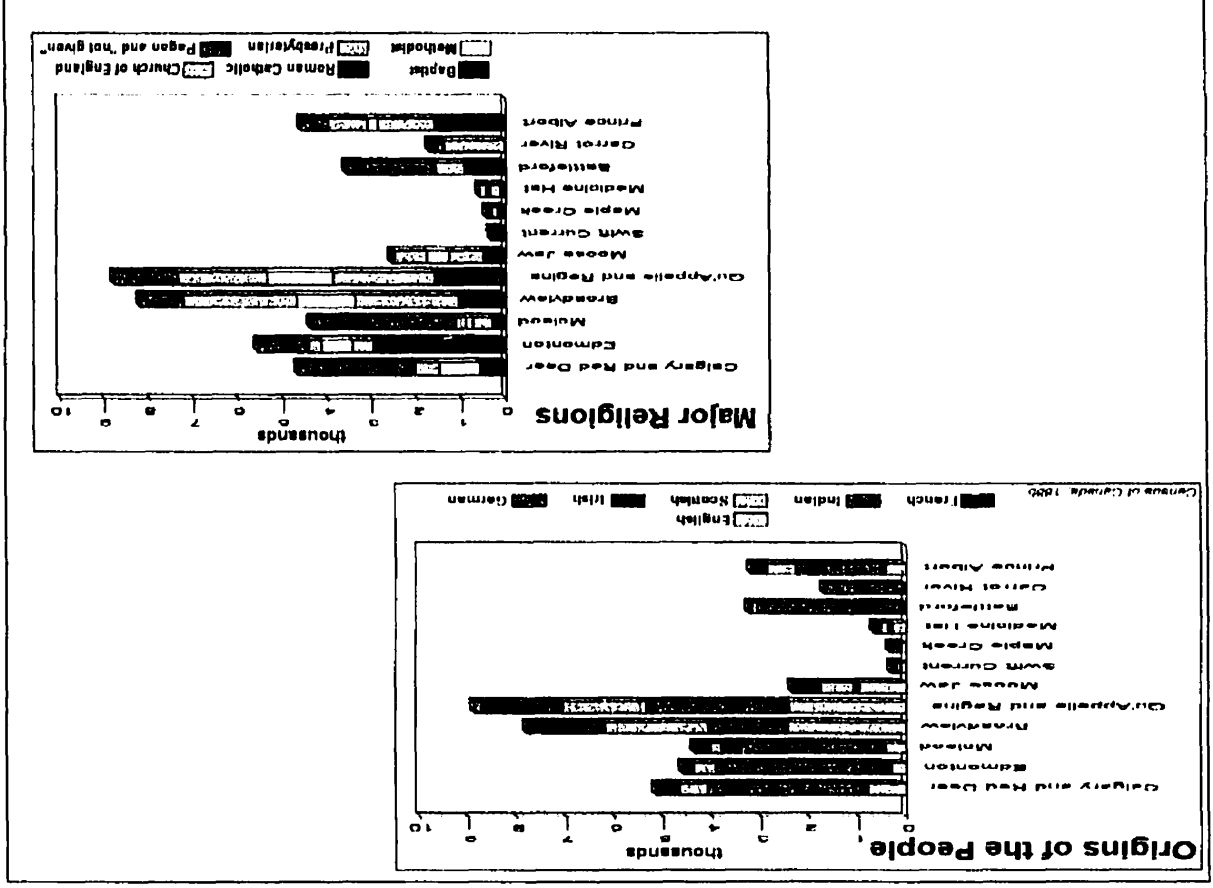 Origins of the People
thousands
0 1 2 3 4 5 6 7 8 9 10
Calgary and Red Deer
Edmonton
Mcleod
Broadview
Qu'Appelle and Regina
Moose Jaw
Swift Current
Maple Creek
Medicine Hat
Battleford
Carrot River
Prince Albert
English
French Indian Scottish Irish German
Census of Canada, 1885
Major Religions
thousands
0 1 2 3 4 5 6 7 8 9 10
Calgary and Red Deer
Edmonton
Mcleod
Broadview
Qu'Appelle and Regina
Moose Jaw
Swift Current
Maple Creek
Medicine Hat
Battleford
Carrot River
Prince Albert
Baptist Roman Catholic Church of England
Methodist Presbyterian Pagan and "not given"